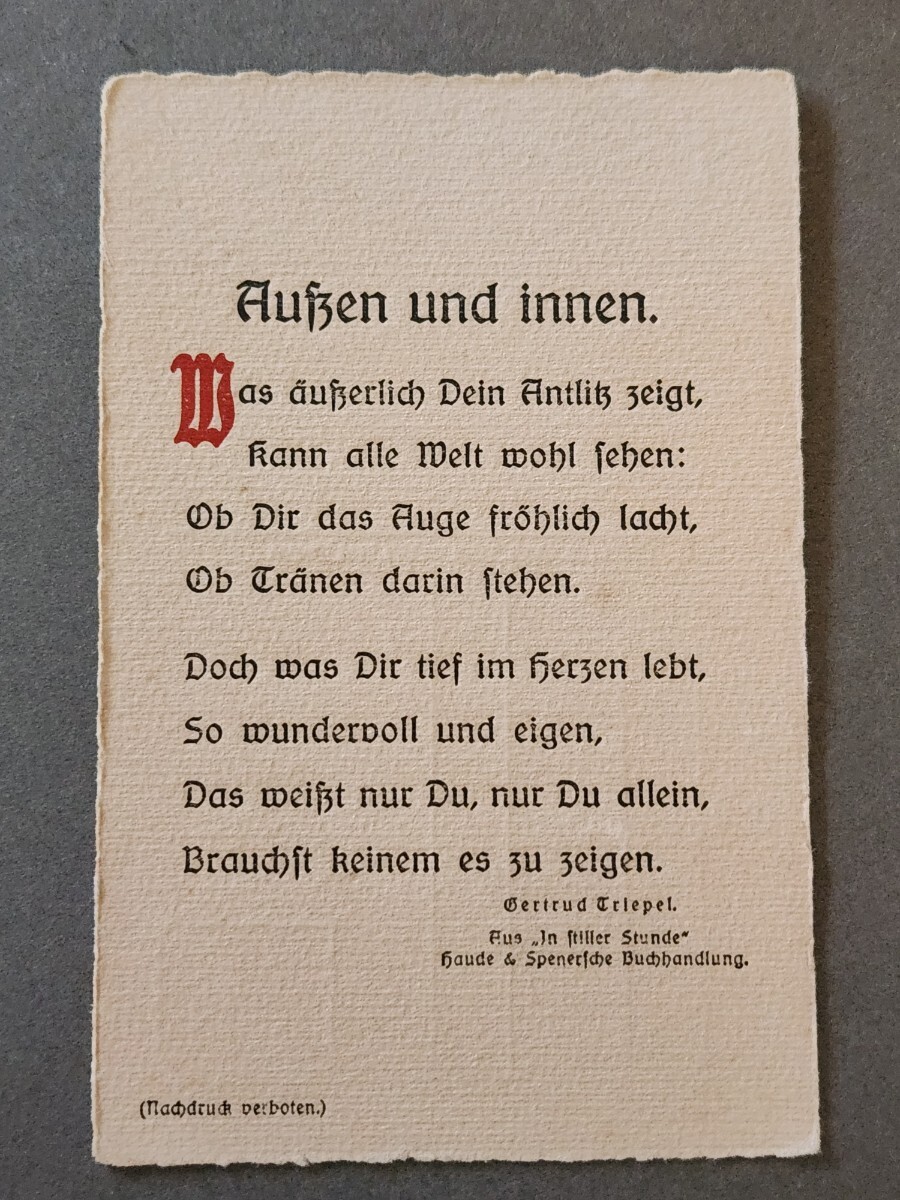 Außen und innen.
Was äußerlich Dein Antlitz zeigt,
Kann alle Welt wohl sehen:
Ob Dir das Auge fröhlich lacht,
Ob Tränen darin stehen.
Doch was Dir tief im Herzen lebt,
So wundervoll und eigen,
Das weißt nur Du, nur Du allein,
Brauchst keinem es zu zeigen.
Gertrud Triepel.
Aus „In stiller Stunde“
Haude & Spenersche Buchhandlung.
(Nachdruck verboten.)